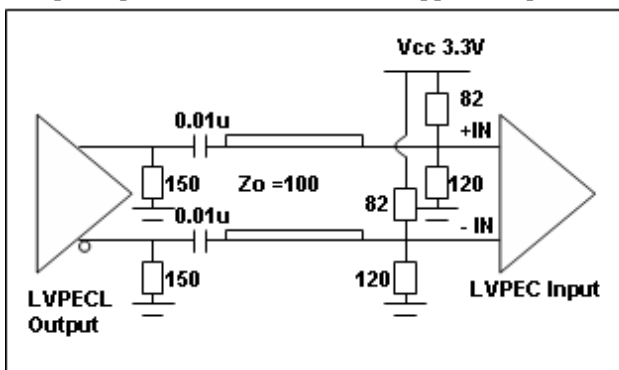 Vcc 3.3V
82
0.01u
+IN
150
Zo =100
120
0.01u
82
- IN
150
120
LVPECL
Output
LVPEC Input